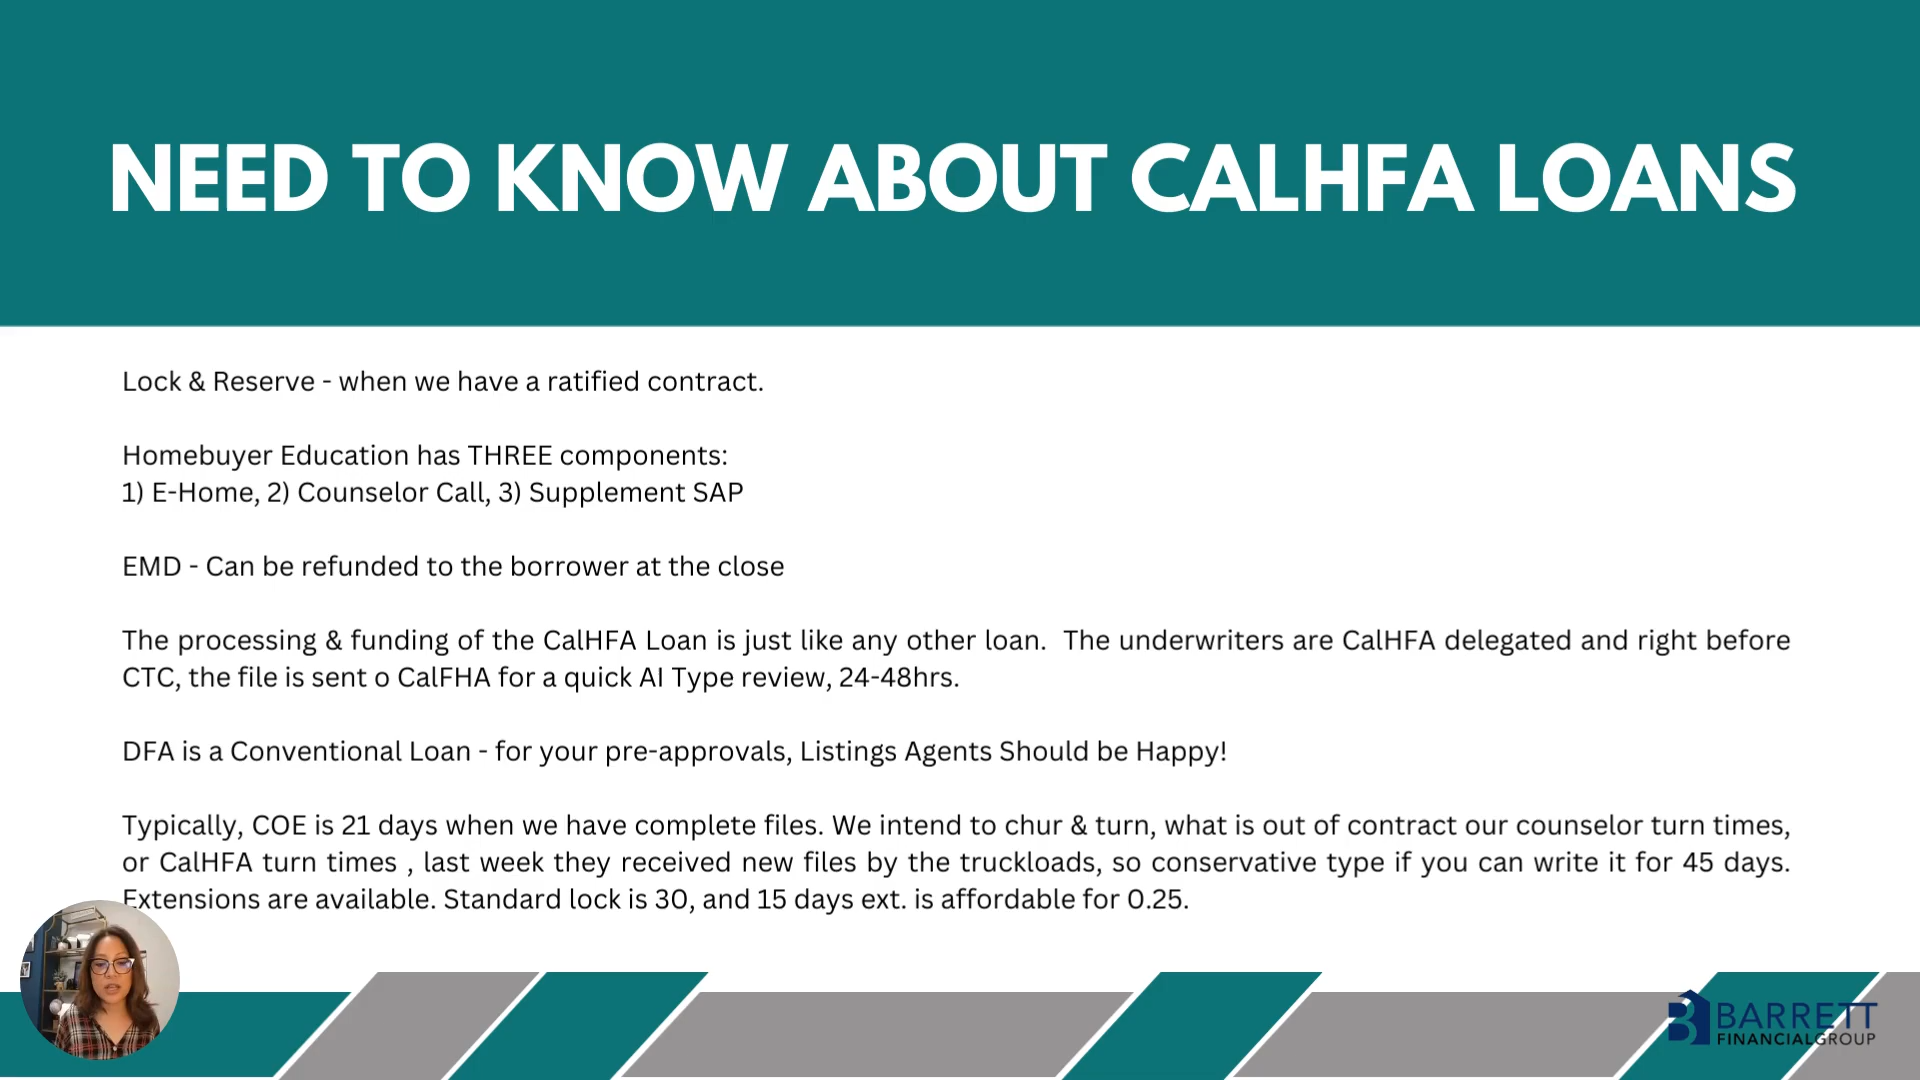 NEED TO KNOW ABOUT CALHFA LOANS
Lock & Reserve - when we have a ratified contract.
Homebuyer Education has THREE components:
1) E-Home, 2) Counselor Call, 3) Supplement SAP
EMD - Can be refunded to the borrower at the close
The processing & funding of the CalHFA Loan is just like any other loan. The underwriters are CalHFA delegated and right before
CTC, the file is sent o CalFHA for a quick AI Type review, 24-48hrs.
DFA is a Conventional Loan - for your pre-approvals, Listings Agents Should be Happy!
Typically, COE is 21 days when we have complete files. We intend to chur & turn, what is out of contract our counselor turn times,
or CalHFA turn times , last week they received new files by the truckloads, so conservative type if you can write it for 45 days.
Extensions are available. Standard lock is 30, and 15 days ext. is affordable for 0.25.
BARRETT
FINANCIALGROUP